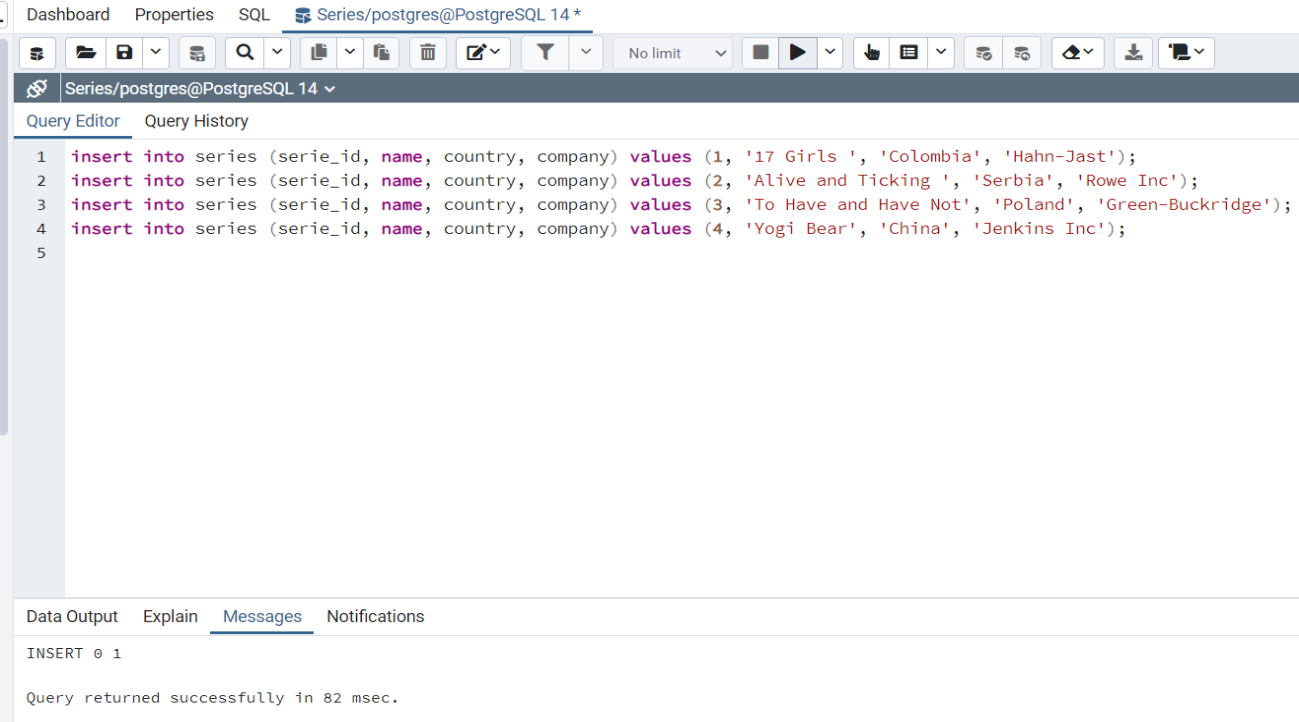 Dashboard Properties SQL Series/postgres@PostgreSQL 14 *
No limit
Series/postgres@PostgreSQL 14
Query Editor Query History
1 insert into series (serie_id, name, country, company) values (1, '17 Girls ', 'Colombia', 'Hahn-Jast');
2 insert into series (serie_id, name, country, company) values (2, 'Alive and Ticking ', 'Serbia', 'Rowe Inc');
3 insert into series (serie_id, name, country, company) values (3, 'To Have and Have Not', 'Poland', 'Green-Buckridge');
4 insert into series (serie_id, name, country, company) values (4, 'Yogi Bear', 'China', 'Jenkins Inc');
5
Data Output Explain Messages Notifications
INSERT 0 1
Query returned successfully in 82 msec.